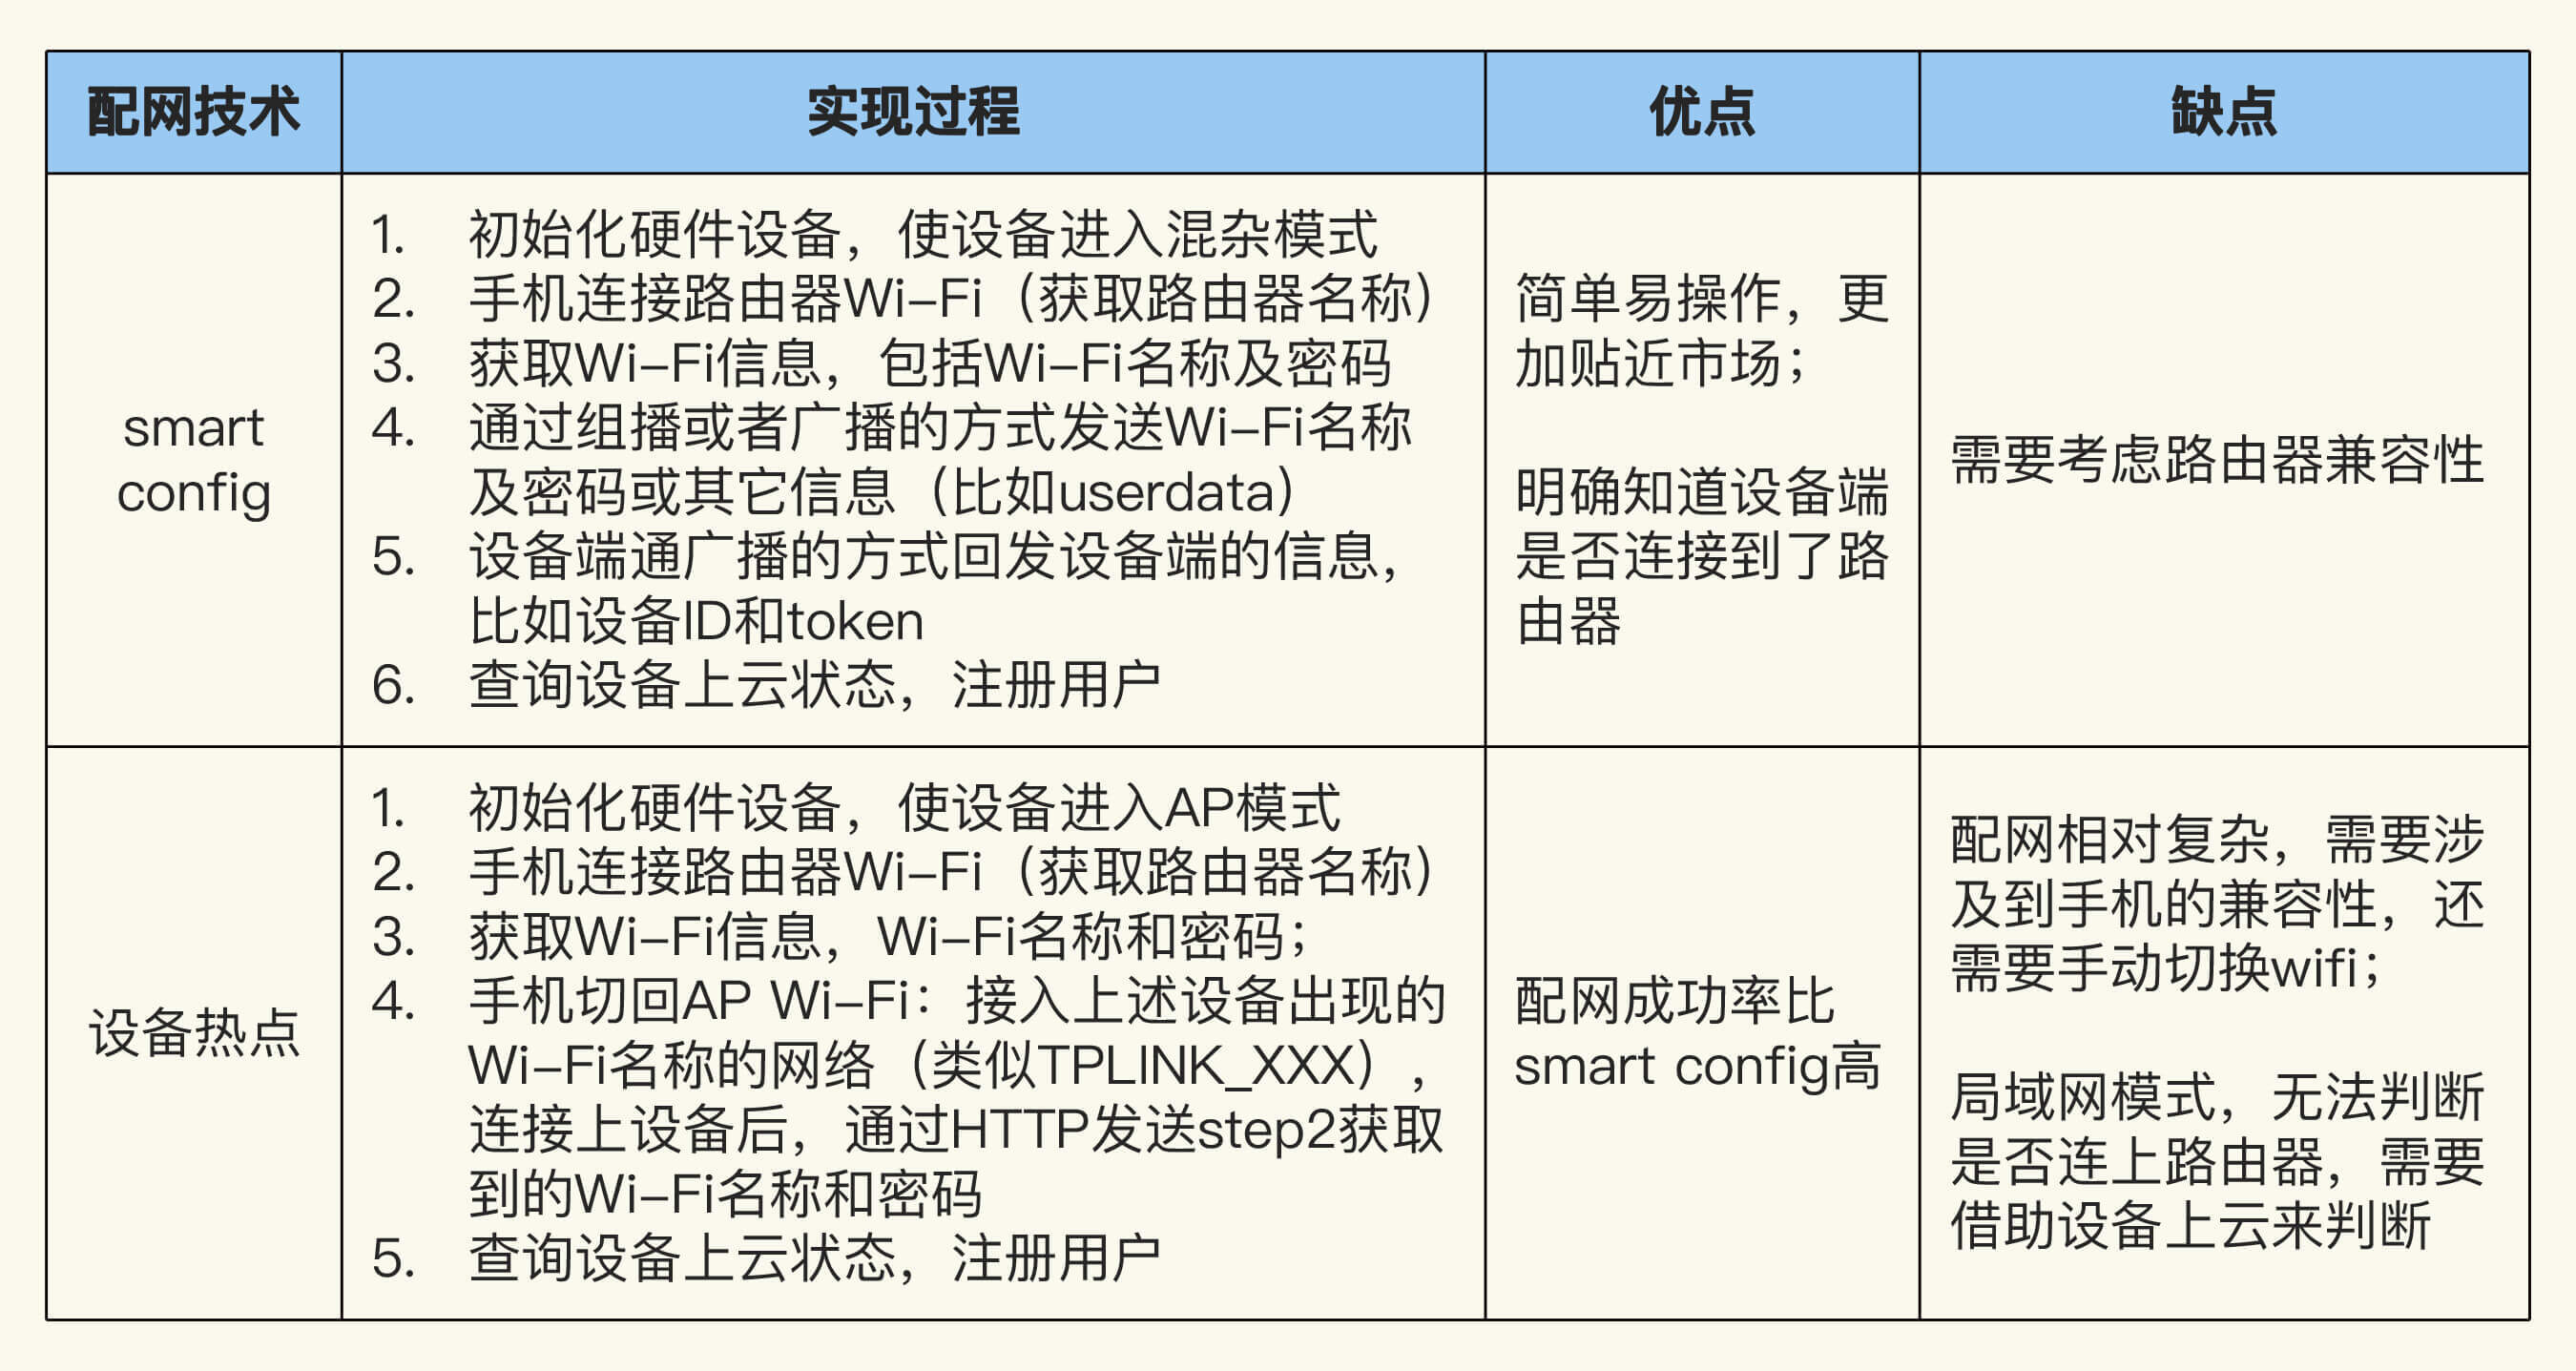 配网技术
实现过程
优点
缺点
smart
config
1. 初始化硬件设备，使设备进入混杂模式
2. 手机连接路由器Wi-Fi（获取路由器名称）
3. 获取Wi-Fi信息，包括Wi-Fi名称及密码
4. 通过组播或者广播的方式发送Wi-Fi名称
及密码或其它信息（比如userdata）
5. 设备端通广播的方式回发设备端的信息，
比如设备ID和token
6. 查询设备上云状态，注册用户
简单易操作，更
加贴近市场；
明确知道设备端
是否连接到了路
由器
需要考虑路由器兼容性
设备热点
1. 初始化硬件设备，使设备进入AP模式
2. 手机连接路由器Wi-Fi（获取路由器名称）
3. 获取Wi-Fi信息，Wi-Fi名称和密码；
4. 手机切回AP Wi-Fi：接入上述设备出现的
Wi-Fi名称的网络（类似TPLINK_XXX），
连接上设备后，通过HTTP发送step2获取
到的Wi-Fi名称和密码
5. 查询设备上云状态，注册用户
配网成功率比
smart config高
配网相对复杂，需要涉
及到手机的兼容性，还
需要手动切换wifi；
局域网模式，无法判断
是否连上路由器，需要
借助设备上云来判断